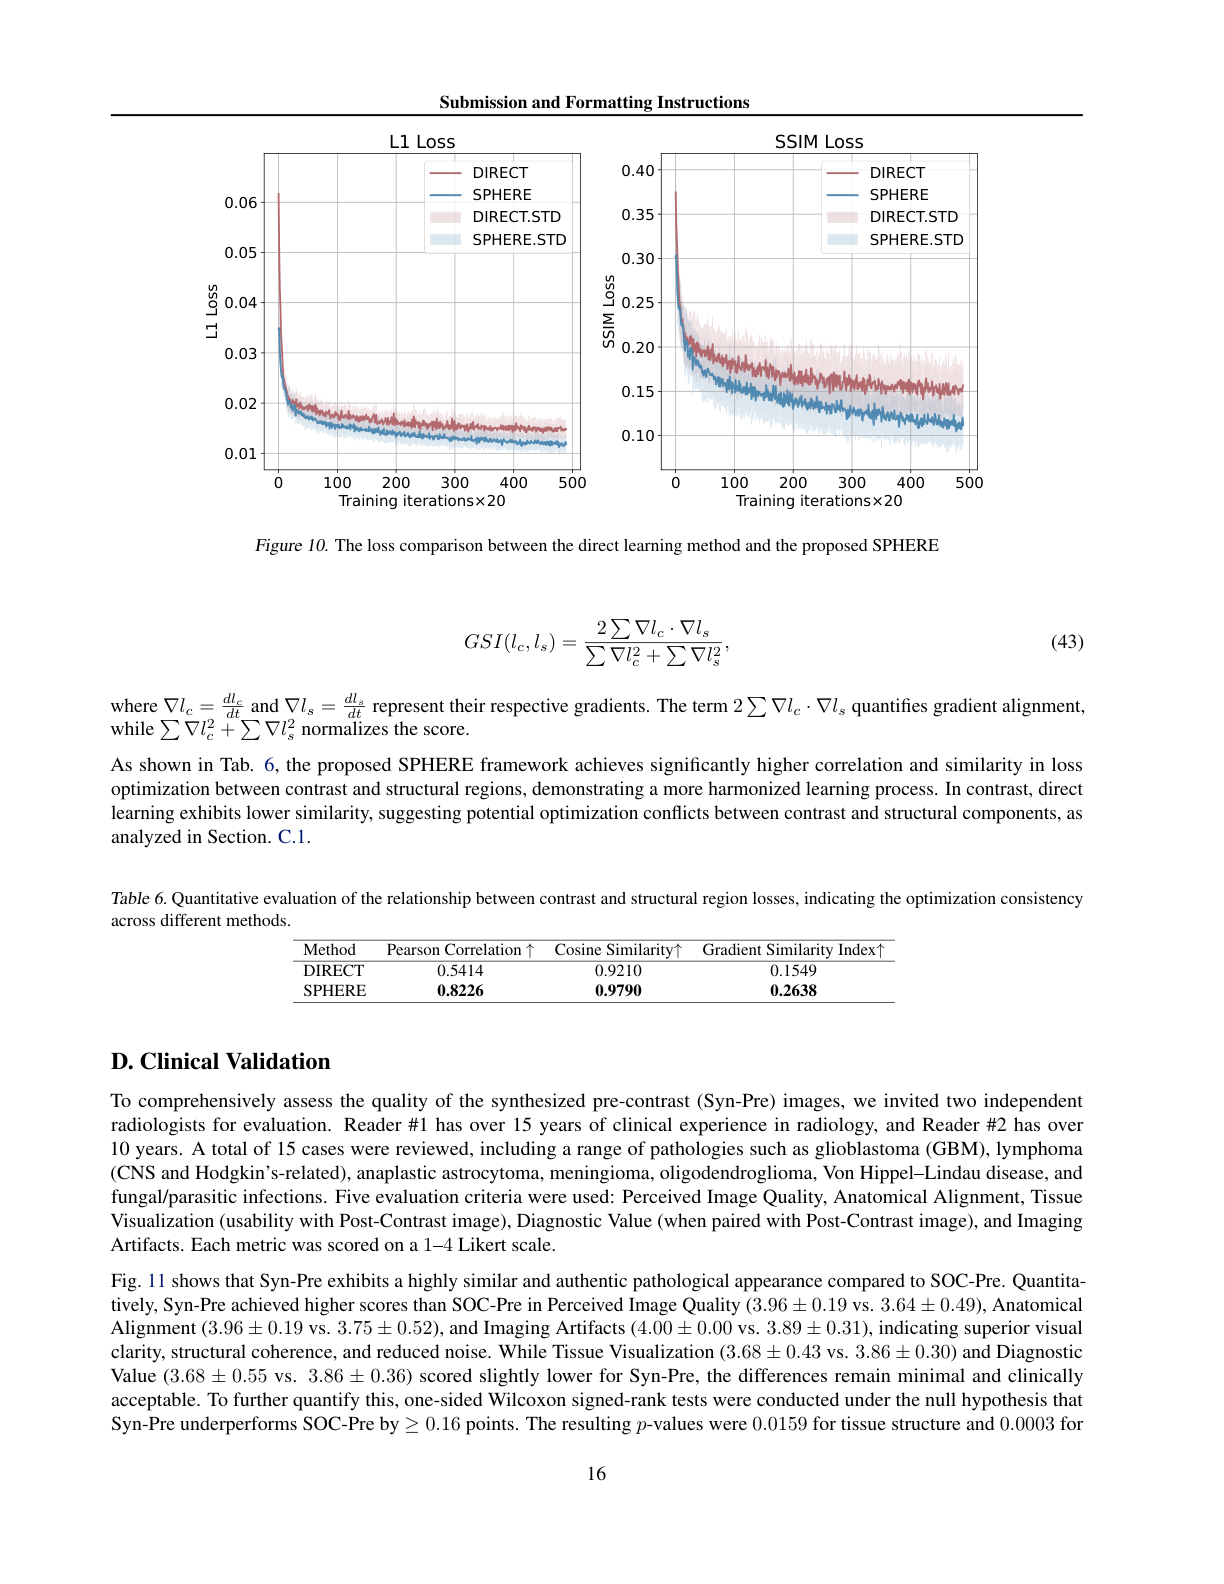 Submission and Formatting Instructions
L1 Loss
DIRECT
SPHERE
DIRECT.STD
SPHERE.STD
0.06
0.05
0.04
0.03
0.02
0.01
L1 Loss
0 100 200 300 400 500
Training iterations×20
SSIM Loss
DIRECT
SPHERE
DIRECT.STD
SPHERE.STD
0.40
0.35
0.30
0.25
0.20
0.15
0.10
SSIM Loss
0 100 200 300 400 500
Training iterations×20
Figure 10. The loss comparison between the direct learning method and the proposed SPHERE
$GSI(l_c, l_s) = \frac{2 \sum \nabla l_c \cdot \nabla l_s}{\sum \nabla l_c^2 + \sum \nabla l_s^2},$ (43)
where $\nabla l_c = \frac{dl_c}{dt}$ and $\nabla l_s = \frac{dl_s}{dt}$ represent their respective gradients. The term $2 \sum \nabla l_c \cdot \nabla l_s$ quantifies gradient alignment,
while $\sum \nabla l_c^2 + \sum \nabla l_s^2$ normalizes the score.
As shown in Tab. 6, the proposed SPHERE framework achieves significantly higher correlation and similarity in loss
optimization between contrast and structural regions, demonstrating a more harmonized learning process. In contrast, direct
learning exhibits lower similarity, suggesting potential optimization conflicts between contrast and structural components, as
analyzed in Section. C.1.
Table 6. Quantitative evaluation of the relationship between contrast and structural region losses, indicating the optimization consistency
across different methods.
Method Pearson Correlation ↑ Cosine Similarity↑ Gradient Similarity Index↑
DIRECT 0.5414 0.9210 0.1549
SPHERE 0.8226 0.9790 0.2638
D. Clinical Validation
To comprehensively assess the quality of the synthesized pre-contrast (Syn-Pre) images, we invited two independent
radiologists for evaluation. Reader #1 has over 15 years of clinical experience in radiology, and Reader #2 has over
10 years. A total of 15 cases were reviewed, including a range of pathologies such as glioblastoma (GBM), lymphoma
(CNS and Hodgkin's-related), anaplastic astrocytoma, meningioma, oligodendroglioma, Von Hippel–Lindau disease, and
fungal/parasitic infections. Five evaluation criteria were used: Perceived Image Quality, Anatomical Alignment, Tissue
Visualization (usability with Post-Contrast image), Diagnostic Value (when paired with Post-Contrast image), and Imaging
Artifacts. Each metric was scored on a 1–4 Likert scale.
Fig. 11 shows that Syn-Pre exhibits a highly similar and authentic pathological appearance compared to SOC-Pre. Quantita-
tively, Syn-Pre achieved higher scores than SOC-Pre in Perceived Image Quality (3.96 ± 0.19 vs. 3.64 ± 0.49), Anatomical
Alignment (3.96 ± 0.19 vs. 3.75 ± 0.52), and Imaging Artifacts (4.00 ± 0.00 vs. 3.89 ± 0.31), indicating superior visual
clarity, structural coherence, and reduced noise. While Tissue Visualization (3.68 ± 0.43 vs. 3.86 ± 0.30) and Diagnostic
Value (3.68 ± 0.55 vs. 3.86 ± 0.36) scored slightly lower for Syn-Pre, the differences remain minimal and clinically
acceptable. To further quantify this, one-sided Wilcoxon signed-rank tests were conducted under the null hypothesis that
Syn-Pre underperforms SOC-Pre by ≥ 0.16 points. The resulting p-values were 0.0159 for tissue structure and 0.0003 for
16